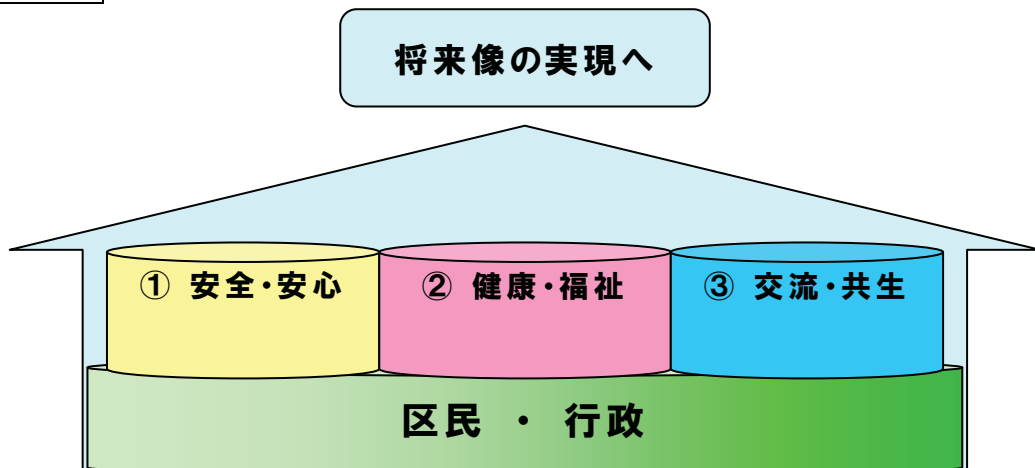 将来像の実現へ
① 安全・安心
② 健康・福祉
③ 交流・共生
区民 ・ 行政